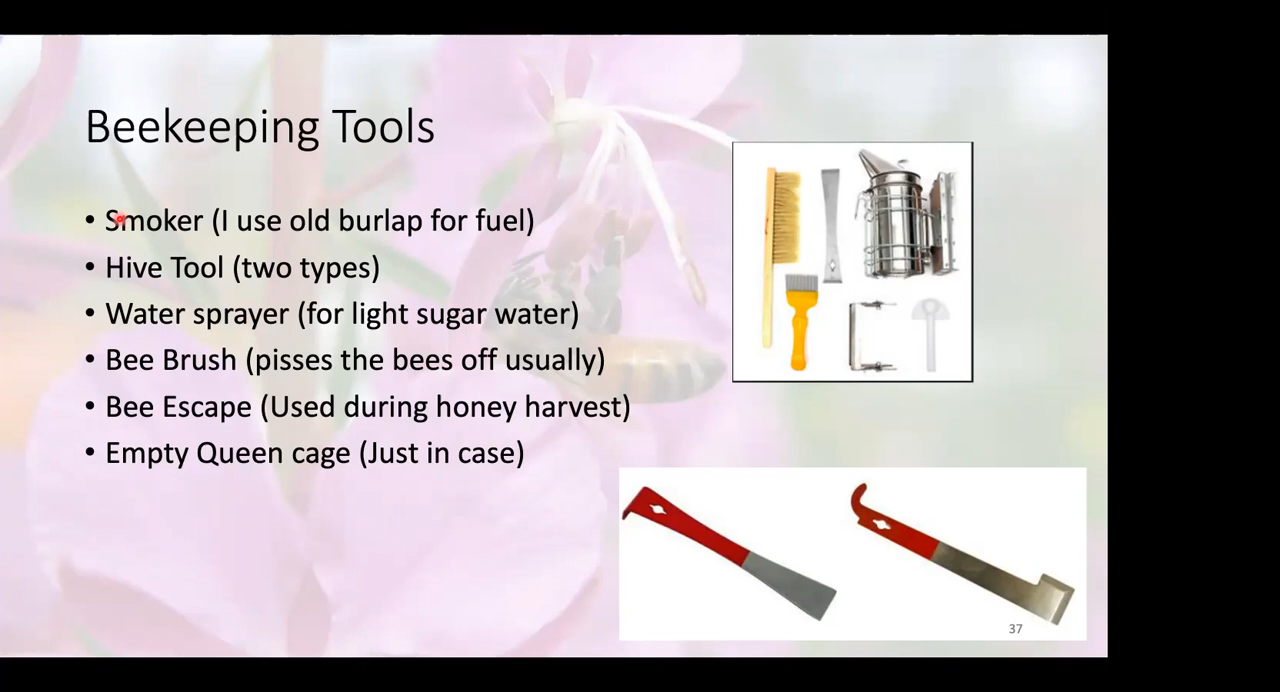 Beekeeping Tools
• Smoker (I use old burlap for fuel)
• Hive Tool (two types)
• Water sprayer (for light sugar water)
• Bee Brush (pisses the bees off usually)
• Bee Escape (Used during honey harvest)
• Empty Queen cage (Just in case)
37